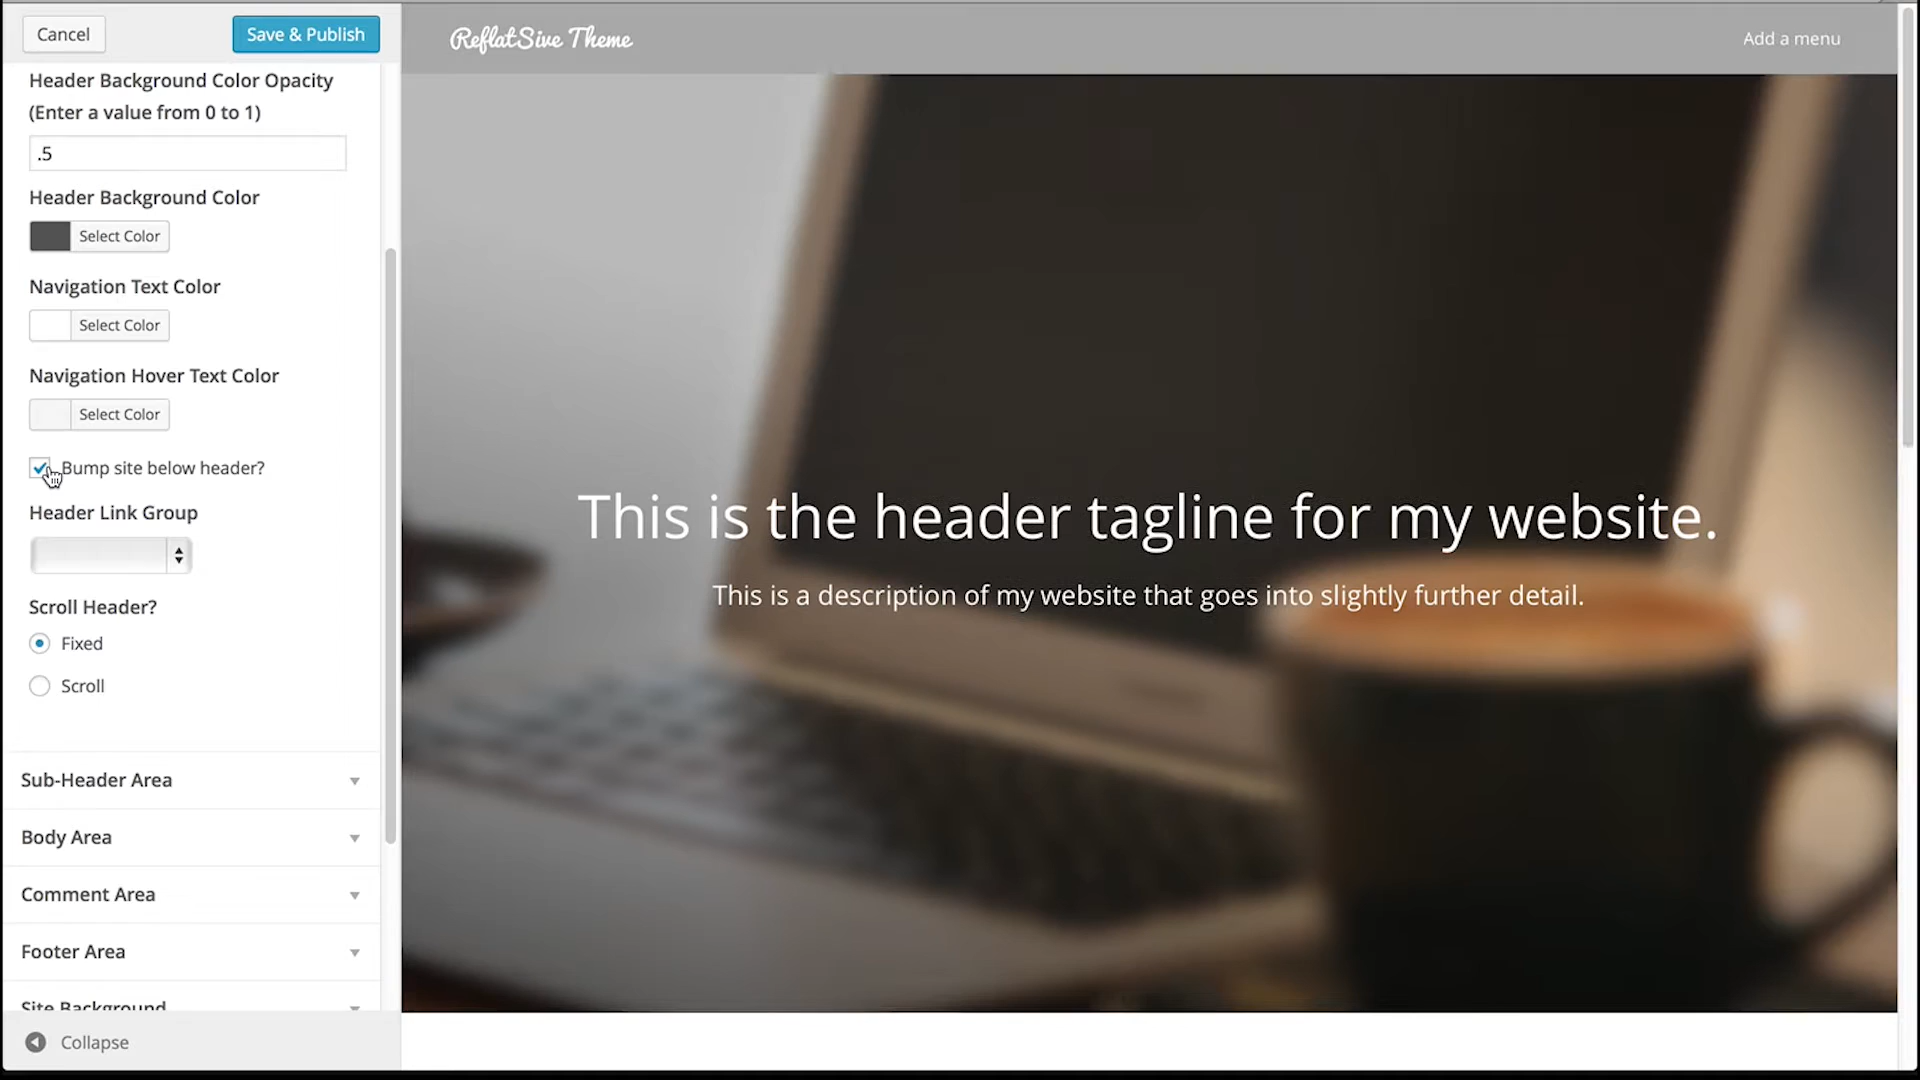 Cancel
Save & Publish
Header Background Color Opacity
(Enter a value from 0 to 1)
.5
Header Background Color
Select Color
Navigation Text Color
Select Color
Navigation Hover Text Color
Select Color
Bump site below header?
Header Link Group
Scroll Header?
Fixed
Scroll
Sub-Header Area
Body Area
Comment Area
Footer Area
Site Background
Collapse
ReflatSive Theme
Add a menu
This is the header tagline for my website.
This is a description of my website that goes into slightly further detail.